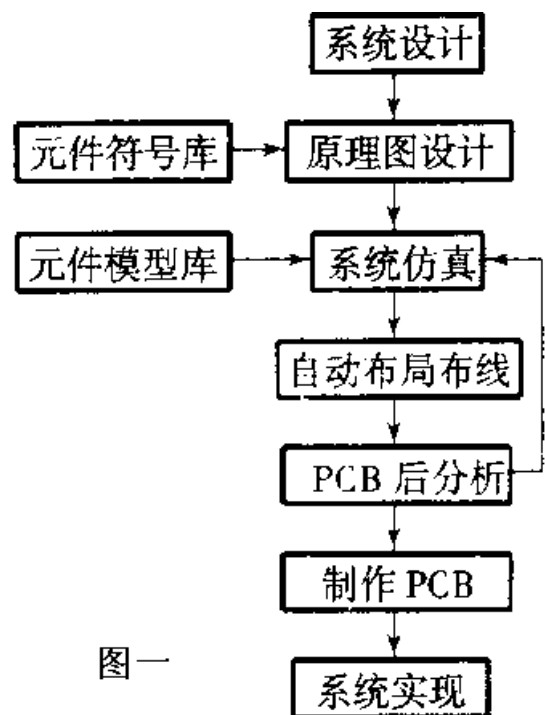 系统设计
元件符号库
原理图设计
元件模型库
系统仿真
自动布局布线
PCB 后分析
制作 PCB
图一
系统实现